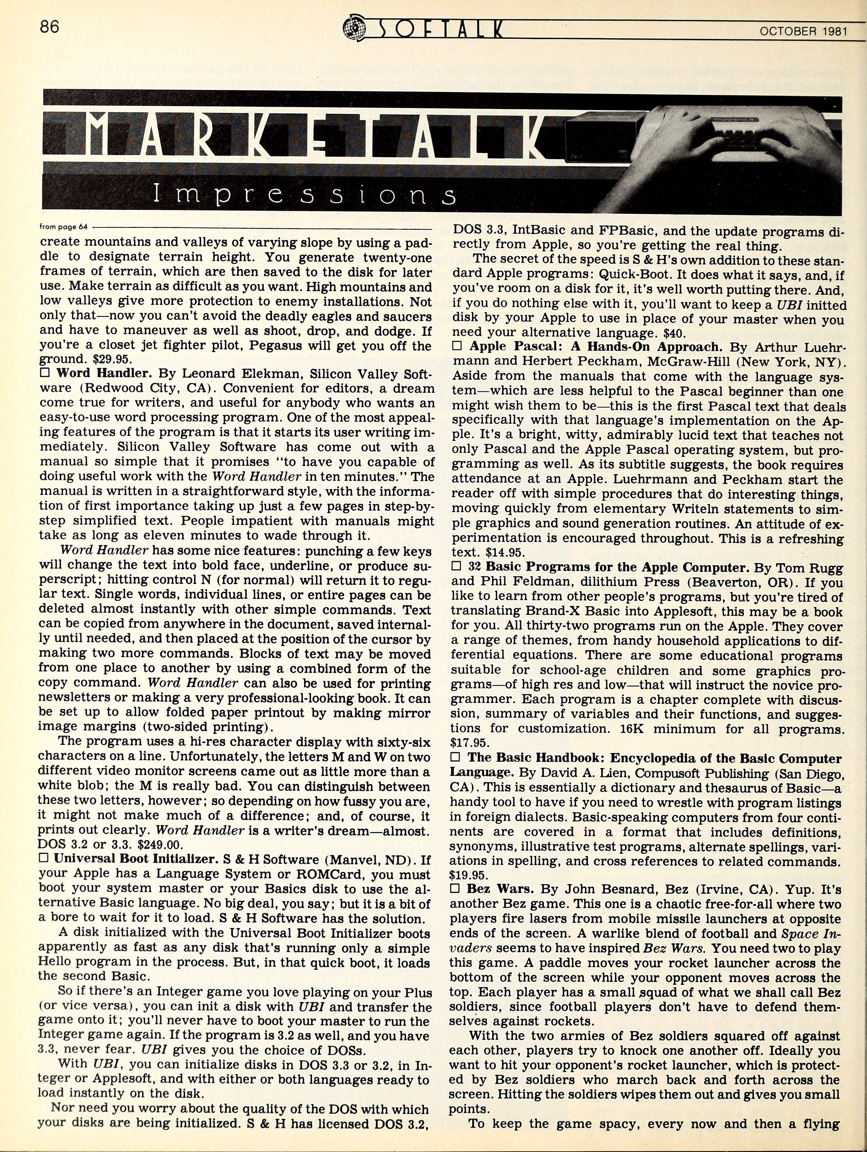 86
SOFTALK
OCTOBER 1981
MARKETALK
Impressions
from page 64
create mountains and valleys of varying slope by using a pad-
dle to designate terrain height. You generate twenty-one
frames of terrain, which are then saved to the disk for later
use. Make terrain as difficult as you want. High mountains and
low valleys give more protection to enemy installations. Not
only that—now you can't avoid the deadly eagles and saucers
and have to maneuver as well as shoot, drop, and dodge. If
you're a closet jet fighter pilot, Pegasus will get you off the
ground. $29.95.
□ Word Handler. By Leonard Elekman, Silicon Valley Soft-
ware (Redwood City, CA). Convenient for editors, a dream
come true for writers, and useful for anybody who wants an
easy-to-use word processing program. One of the most appeal-
ing features of the program is that it starts its user writing im-
mediately. Silicon Valley Software has come out with a
manual so simple that it promises "to have you capable of
doing useful work with the Word Handler in ten minutes." The
manual is written in a straightforward style, with the informa-
tion of first importance taking up just a few pages in step-by-
step simplified text. People impatient with manuals might
take as long as eleven minutes to wade through it.
Word Handler has some nice features: punching a few keys
will change the text into bold face, underline, or produce su-
perscript; hitting control N (for normal) will return it to regu-
lar text. Single words, individual lines, or entire pages can be
deleted almost instantly with other simple commands. Text
can be copied from anywhere in the document, saved internal-
ly until needed, and then placed at the position of the cursor by
making two more commands. Blocks of text may be moved
from one place to another by using a combined form of the
copy command. Word Handler can also be used for printing
newsletters or making a very professional-looking book. It can
be set up to allow folded paper printout by making mirror
image margins (two-sided printing).
The program uses a hi-res character display with sixty-six
characters on a line. Unfortunately, the letters M and W on two
different video monitor screens came out as little more than a
white blob; the M is really bad. You can distinguish between
these two letters, however; so depending on how fussy you are,
it might not make much of a difference; and, of course, it
prints out clearly. Word Handler is a writer's dream—almost.
DOS 3.2 or 3.3. $249.00.
□ Universal Boot Initializer. S & H Software (Manvel, ND). If
your Apple has a Language System or ROMCard, you must
boot your system master or your Basics disk to use the al-
ternative Basic language. No big deal, you say; but it is a bit of
a bore to wait for it to load. S & H Software has the solution.
A disk initialized with the Universal Boot Initializer boots
apparently as fast as any disk that's running only a simple
Hello program in the process. But, in that quick boot, it loads
the second Basic.
So if there's an Integer game you love playing on your Plus
(or vice versa), you can init a disk with UBI and transfer the
game onto it; you'll never have to boot your master to run the
Integer game again. If the program is 3.2 as well, and you have
3.3, never fear. UBI gives you the choice of DOSs.
With UBI, you can initialize disks in DOS 3.3 or 3.2, in In-
teger or Applesoft, and with either or both languages ready to
load instantly on the disk.
Nor need you worry about the quality of the DOS with which
your disks are being initialized. S & H has licensed DOS 3.2,
DOS 3.3, IntBasic and FPBasic, and the update programs di-
rectly from Apple, so you're getting the real thing.
The secret of the speed is S & H's own addition to these stan-
dard Apple programs: Quick-Boot. It does what it says, and, if
you've room on a disk for it, it's well worth putting there. And,
if you do nothing else with it, you'll want to keep a UBI initted
disk by your Apple to use in place of your master when you
need your alternative language. $40.
□ Apple Pascal: A Hands-On Approach. By Arthur Luehr-
mann and Herbert Peckham, McGraw-Hill (New York, NY).
Aside from the manuals that come with the language sys-
tem—which are less helpful to the Pascal beginner than one
might wish them to be—this is the first Pascal text that deals
specifically with that language's implementation on the Ap-
ple. It's a bright, witty, admirably lucid text that teaches not
only Pascal and the Apple Pascal operating system, but pro-
gramming as well. As its subtitle suggests, the book requires
attendance at an Apple. Luehrmann and Peckham start the
reader off with simple procedures that do interesting things,
moving quickly from elementary Writeln statements to sim-
ple graphics and sound generation routines. An attitude of ex-
perimentation is encouraged throughout. This is a refreshing
text. $14.95.
□ 32 Basic Programs for the Apple Computer. By Tom Rugg
and Phil Feldman, dilithium Press (Beaverton, OR). If you
like to learn from other people's programs, but you're tired of
translating Brand-X Basic into Applesoft, this may be a book
for you. All thirty-two programs run on the Apple. They cover
a range of themes, from handy household applications to dif-
ferential equations. There are some educational programs
suitable for school-age children and some graphics pro-
grams—of high res and low—that will instruct the novice pro-
grammer. Each program is a chapter complete with discus-
sion, summary of variables and their functions, and sugges-
tions for customization. 16K minimum for all programs.
$17.95.
□ The Basic Handbook: Encyclopedia of the Basic Computer
Language. By David A. Lien, Compusoft Publishing (San Diego,
CA). This is essentially a dictionary and thesaurus of Basic—a
handy tool to have if you need to wrestle with program listings
in foreign dialects. Basic-speaking computers from four conti-
nents are covered in a format that includes definitions,
synonyms, illustrative test programs, alternate spellings, vari-
ations in spelling, and cross references to related commands.
$19.95.
□ Bez Wars. By John Besnard, Bez (Irvine, CA). Yup. It's
another Bez game. This one is a chaotic free-for-all where two
players fire lasers from mobile missile launchers at opposite
ends of the screen. A warlike blend of football and Space In-
vaders seems to have inspired Bez Wars. You need two to play
this game. A paddle moves your rocket launcher across the
bottom of the screen while your opponent moves across the
top. Each player has a small squad of what we shall call Bez
soldiers, since football players don't have to defend them-
selves against rockets.
With the two armies of Bez soldiers squared off against
each other, players try to knock one another off. Ideally you
want to hit your opponent's rocket launcher, which is protect-
ed by Bez soldiers who march back and forth across the
screen. Hitting the soldiers wipes them out and gives you small
points.
To keep the game spacy, every now and then a flying